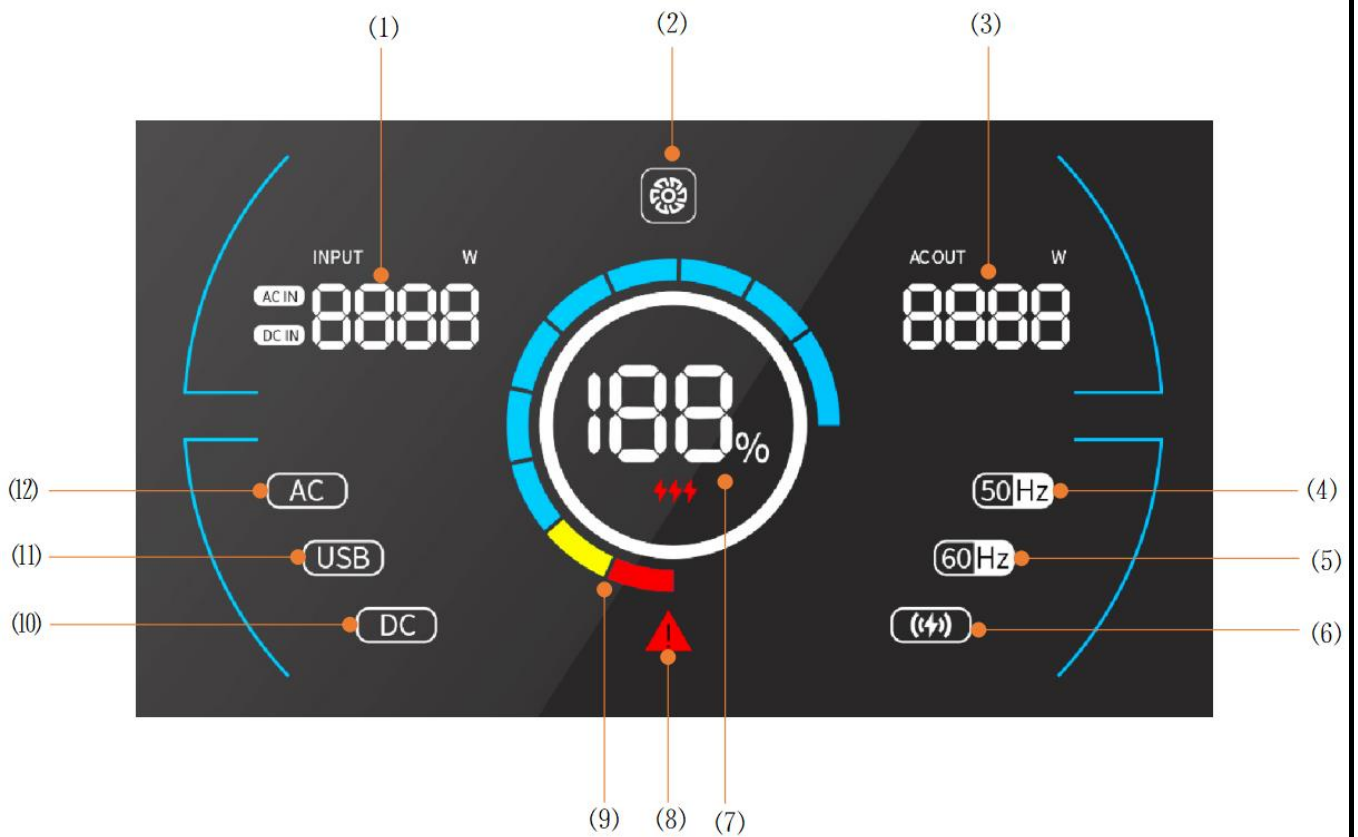 (1)
(2)
(3)
INPUT W
AC OUT W
AC IN
8888
8888
DC IN
188%
(12)
AC
50Hz
(4)
(11)
USB
60Hz
(5)
(10)
DC
(6)
(9)
(8)
(7)